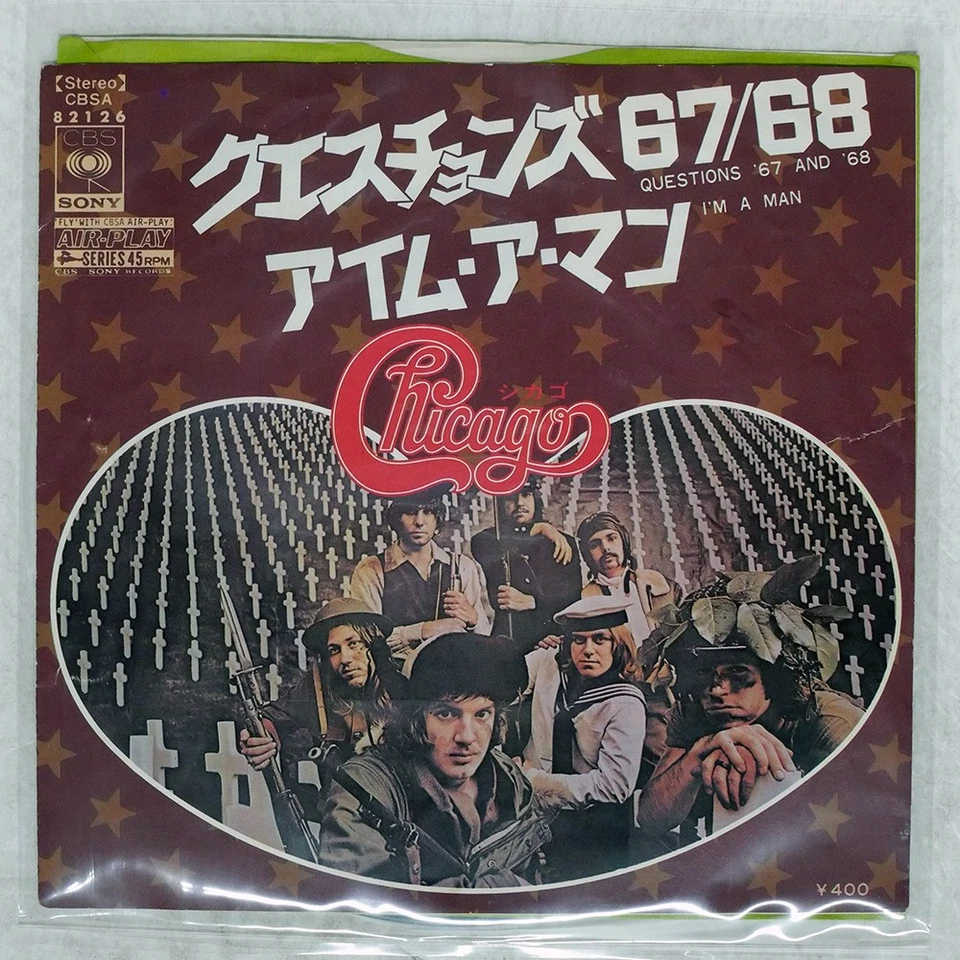 【Stereo】
CBSA
82126
CBS
SONY
"FLY" WITH CBSA AIR-PLAY!
AIR-PLAY
SERIES 45RPM
CBS SONY RECORDS
クエスチョンズ67/68
QUESTIONS '67 AND '68
アイム・ア・マン
I'M A MAN
シカゴ
Chicago
¥400